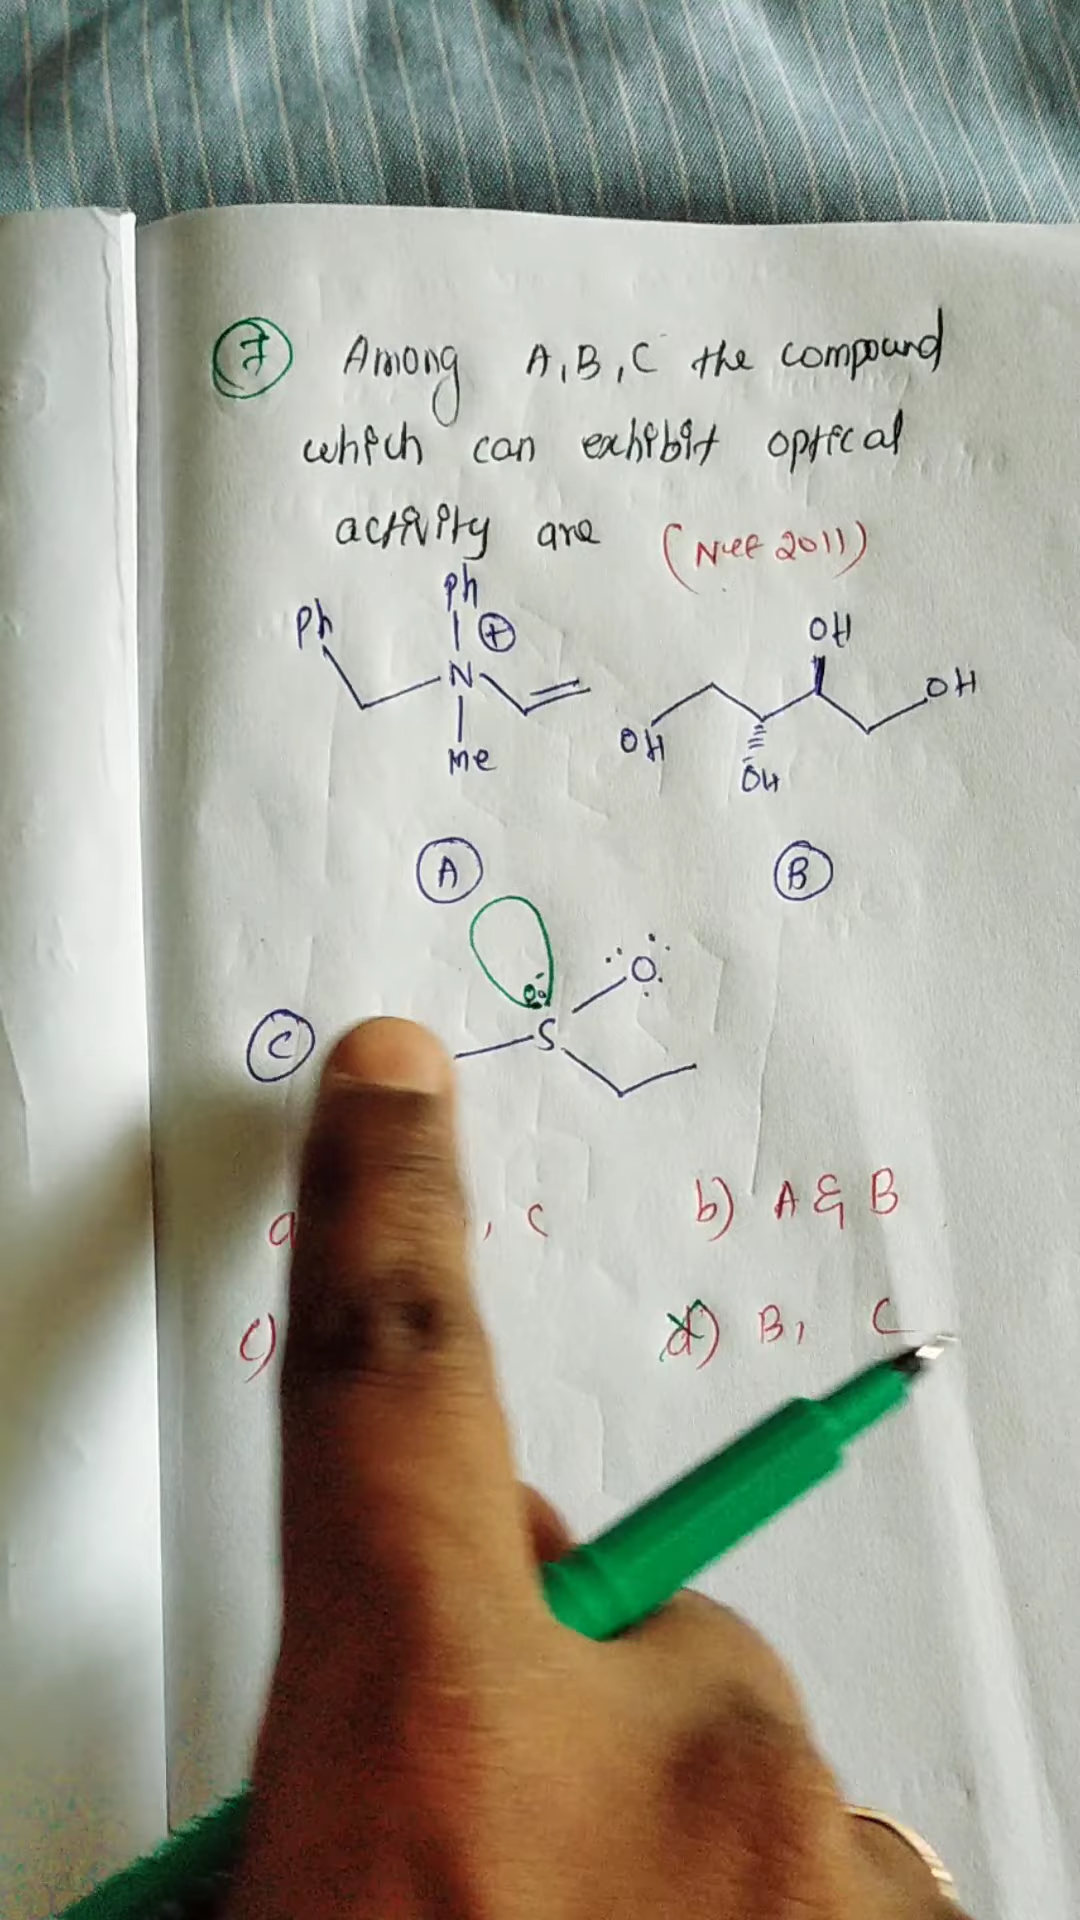 7 Among A, B, C the compound
which can exhibit optical
activity are (Neet 2011)
Ph
Ph
+
N
Me
OH
OH
OH
OH
A
B
C
O
S
a , C
b) A & B
c)
d) B, C